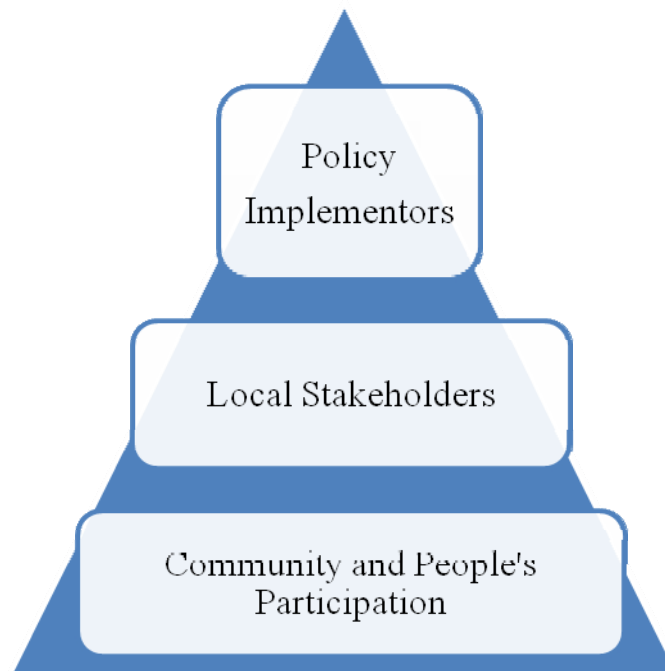 Policy
Implementors
Local Stakeholders
Community and People's
Participation